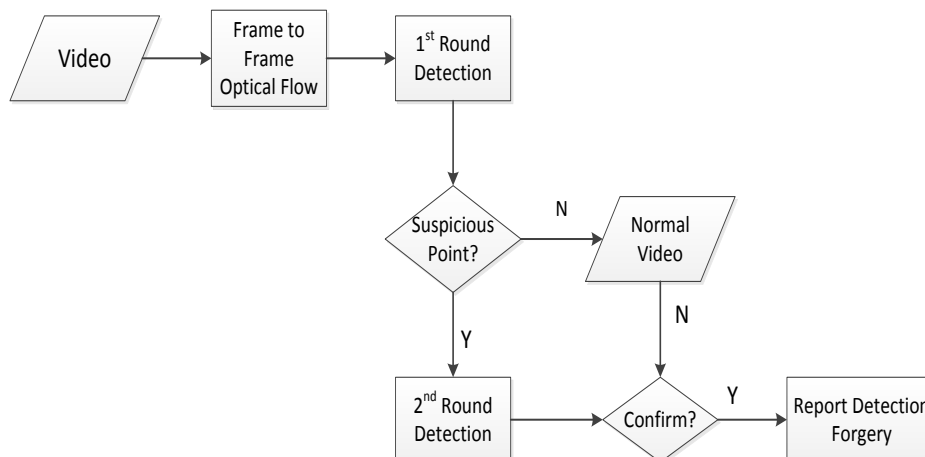 Video
Frame to
Frame
Optical Flow
1st Round
Detection
Suspicious
Point?
N
Normal
Video
Y
N
2nd Round
Detection
Confirm?
Y
Report Detection
Forgery